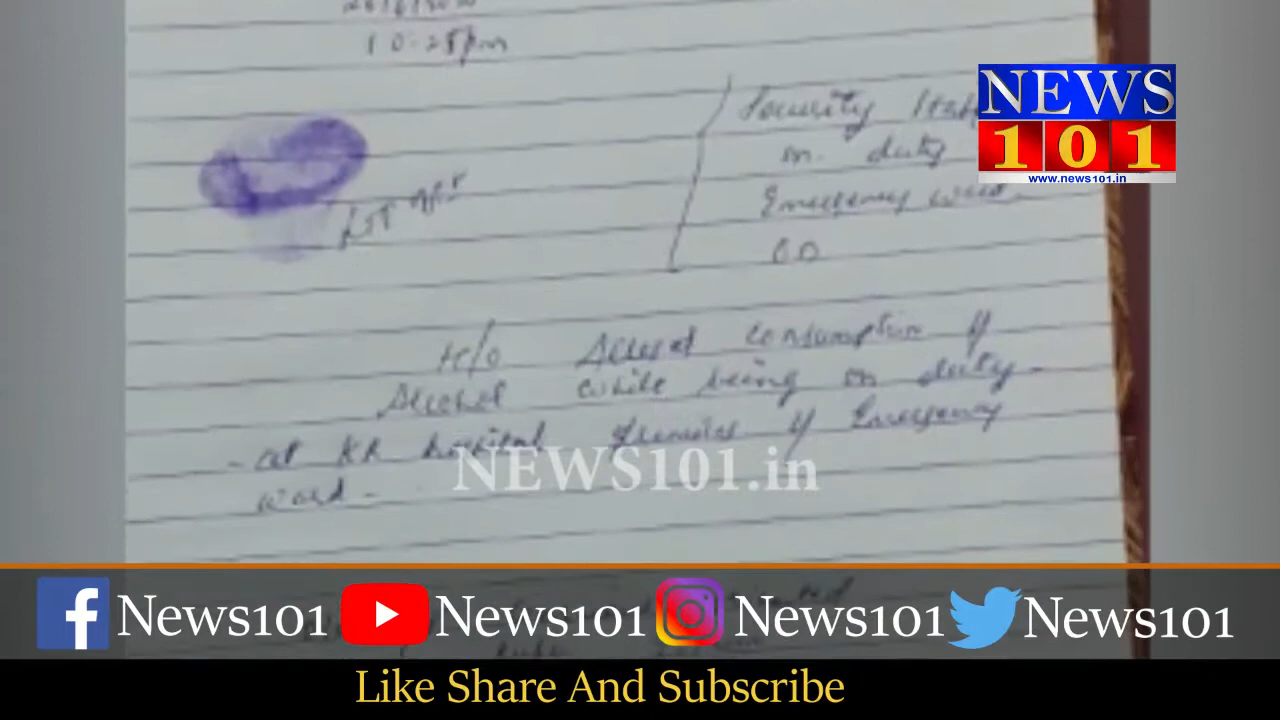 10.25pm
NEWS
Security Staff
101
on duty
www.news101.in
Emergency ward
H/O Alcohol consumption of
Alcohol while being on duty -
- at KR hospital premises of Emergency
NEWS101.in
ward -
News101 News101 News101 News101
Like Share And Subscribe